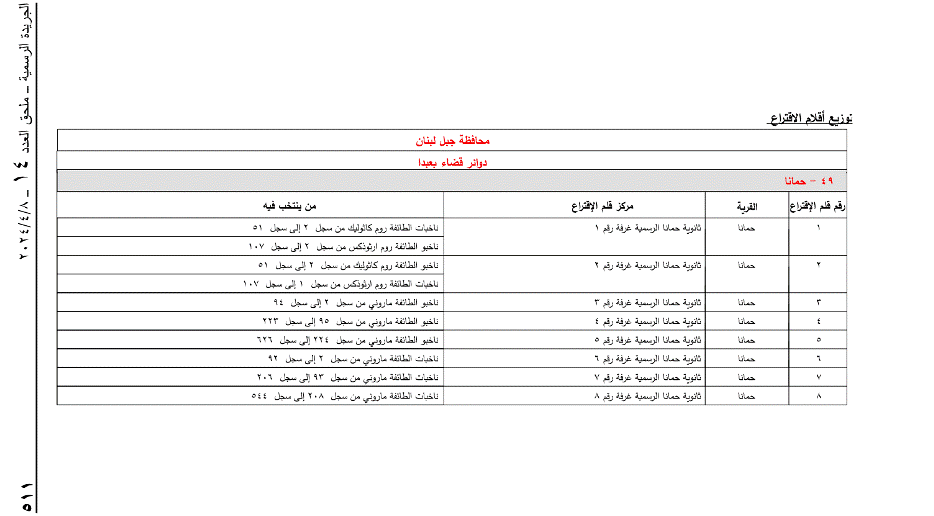 الجريدة الرسمية – ملحق العدد ١٤ – ٢٠٢٤/٤/٨
توزيع أقلام الاقتراع
محافظة جبل لبنان
دوائر قضاء بعبدا
٤٩ - حمانا
رقم قلم الإقتراع القرية مركز قلم الإقتراع من ينتخب فيه
١ حمانا ثانوية حمانا الرسمية غرفة رقم ١ ناخبات الطائفة روم كاثوليك من سجل ٢ إلى سجل ٥١
ناخبو الطائفة روم ارثوذكس من سجل ٢ إلى سجل ١٠٧
٢ حمانا ثانوية حمانا الرسمية غرفة رقم ٢ ناخبو الطائفة روم كاثوليك من سجل ٢ إلى سجل ٥١
ناخبات الطائفة روم ارثوذكس من سجل ١ إلى سجل ١٠٧
٣ حمانا ثانوية حمانا الرسمية غرفة رقم ٣ ناخبو الطائفة ماروني من سجل ٢ إلى سجل ٩٤
٤ حمانا ثانوية حمانا الرسمية غرفة رقم ٤ ناخبو الطائفة ماروني من سجل ٩٥ إلى سجل ٢٢٣
٥ حمانا ثانوية حمانا الرسمية غرفة رقم ٥ ناخبو الطائفة ماروني من سجل ٢٢٤ إلى سجل ٦٢٦
٦ حمانا ثانوية حمانا الرسمية غرفة رقم ٦ ناخبات الطائفة ماروني من سجل ٢ إلى سجل ٩٢
٧ حمانا ثانوية حمانا الرسمية غرفة رقم ٧ ناخبات الطائفة ماروني من سجل ٩٣ إلى سجل ٢٠٦
٨ حمانا ثانوية حمانا الرسمية غرفة رقم ٨ ناخبات الطائفة ماروني من سجل ٢٠٨ إلى سجل ٥٤٤
٥١١